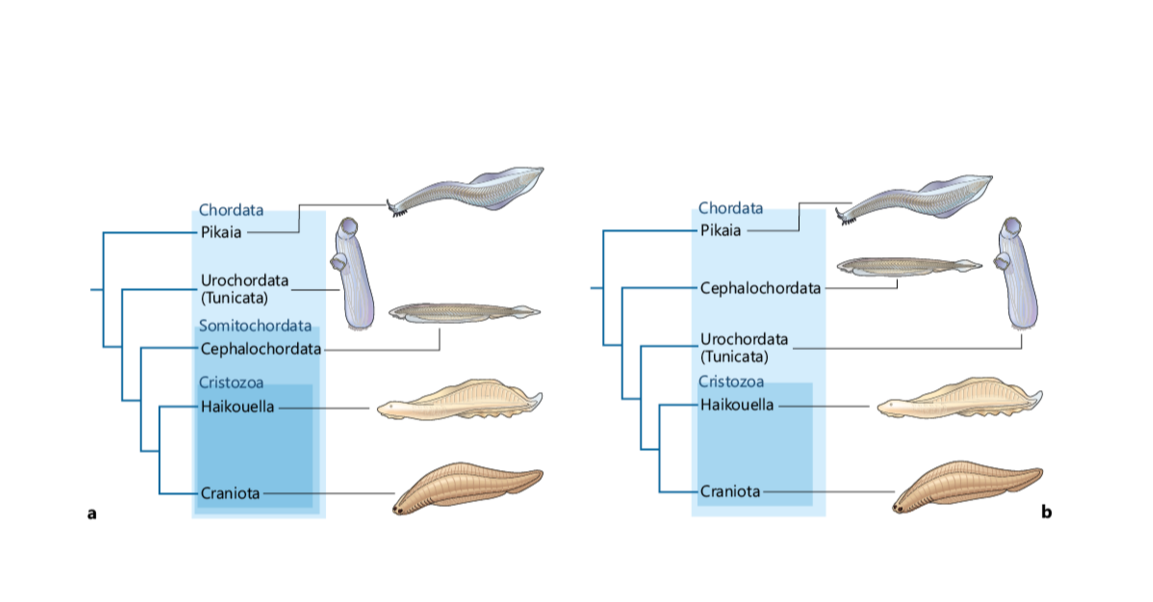 Chordata
Pikaia
Urochordata
(Tunicata)
Somitochordata
Cephalochordata
Cristozoa
Haikouella
Craniota
a
Chordata
Pikaia
Cephalochordata
Urochordata
(Tunicata)
Cristozoa
Haikouella
Craniota
b